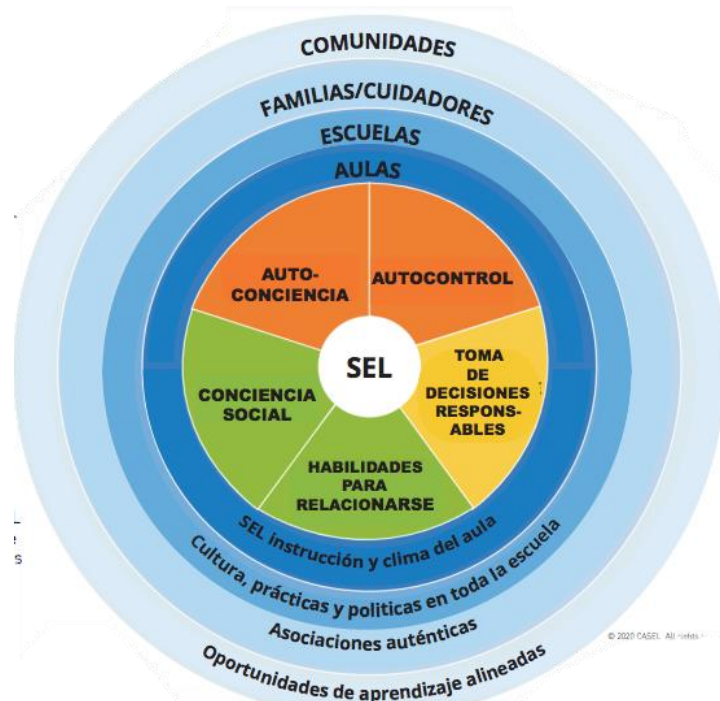 COMUNIDADES
FAMILIAS/CUIDADORES
ESCUELAS
AULAS
AUTO-
CONCIENCIA
AUTOCONTROL
SEL
TOMA
DE
DECISIONES
RESPONS-
ABLES
CONCIENCIA
SOCIAL
HABILIDADES
PARA
RELACIONARSE
SEL instrucción y clima del aula
Cultura, prácticas y politicas en toda la escuela
Asociaciones auténticas
Oportunidades de aprendizaje alineadas
© 2020 CASEL. All rights